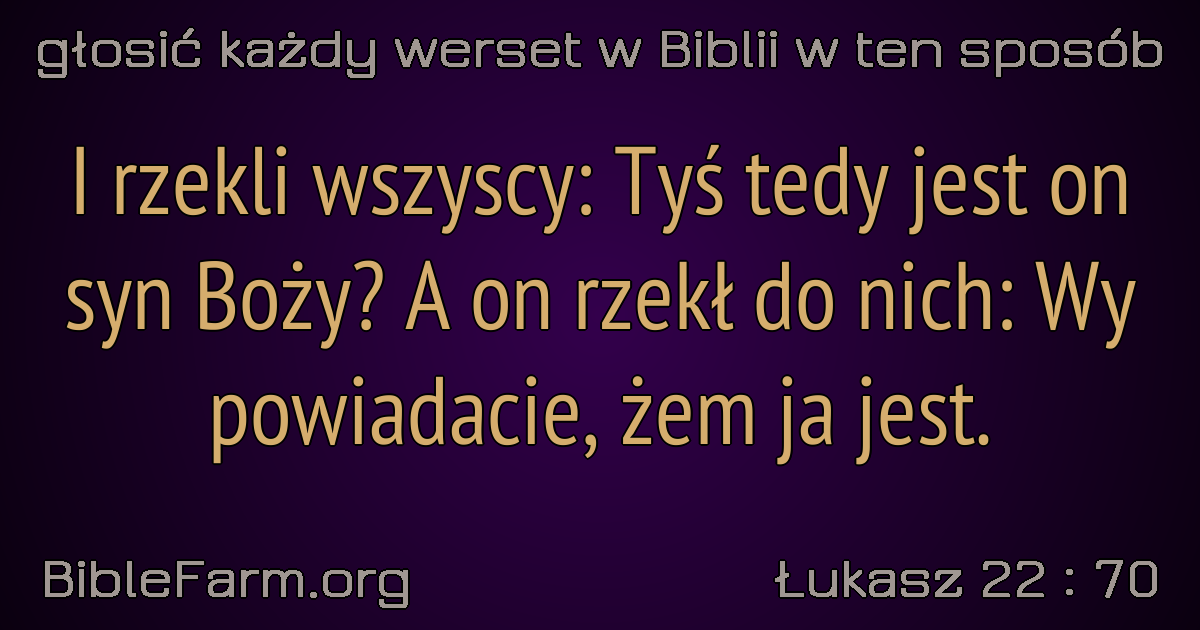 głosić każdy werset w Biblii w ten sposób
I rzekli wszyscy: Tyś tedy jest on
syn Boży? A on rzekł do nich: Wy
powiadacie, żem ja jest.
BibleFarm.org
Łukasz 22 : 70